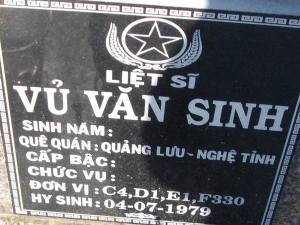 LIỆT SĨ
VỦ VĂN SINH
SINH NĂM:
QUÊ QUÁN: QUẢNG LƯU-NGHỆ TỈNH
CẤP BẬC:
CHỨC VỤ:
ĐƠN VỊ: C4,D1,E1,F330
HY SINH: 04-07-1979